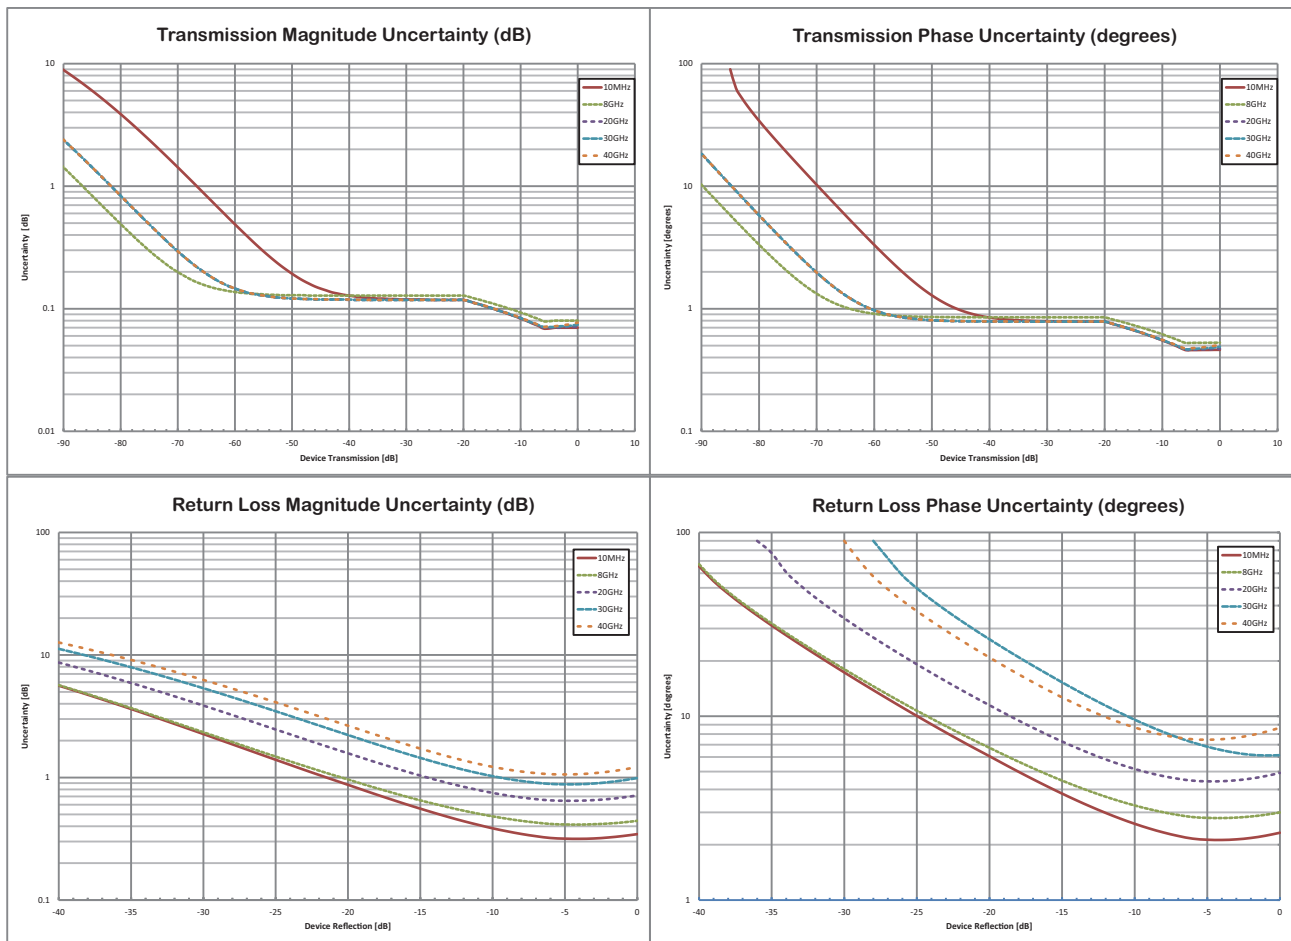 Transmission Magnitude Uncertainty (dB)
10
1
0.1
0.01
Uncertainty [dB]
-90 -80 -70 -60 -50 -40 -30 -20 -10 0 10
Device Transmission [dB]
10MHz
8GHz
20GHz
30GHz
40GHz
Transmission Phase Uncertainty (degrees)
100
10
1
0.1
Uncertainty [degrees]
-90 -80 -70 -60 -50 -40 -30 -20 -10 0 10
Device Transmission [dB]
10MHz
8GHz
20GHz
30GHz
40GHz
Return Loss Magnitude Uncertainty (dB)
100
10
1
0.1
Uncertainty [dB]
-40 -35 -30 -25 -20 -15 -10 -5 0
Device Reflection [dB]
10MHz
8GHz
20GHz
30GHz
40GHz
Return Loss Phase Uncertainty (degrees)
100
10
1
Uncertainty [degrees]
-40 -35 -30 -25 -20 -15 -10 -5 0
Device Reflection [dB]
10MHz
8GHz
20GHz
30GHz
40GHz